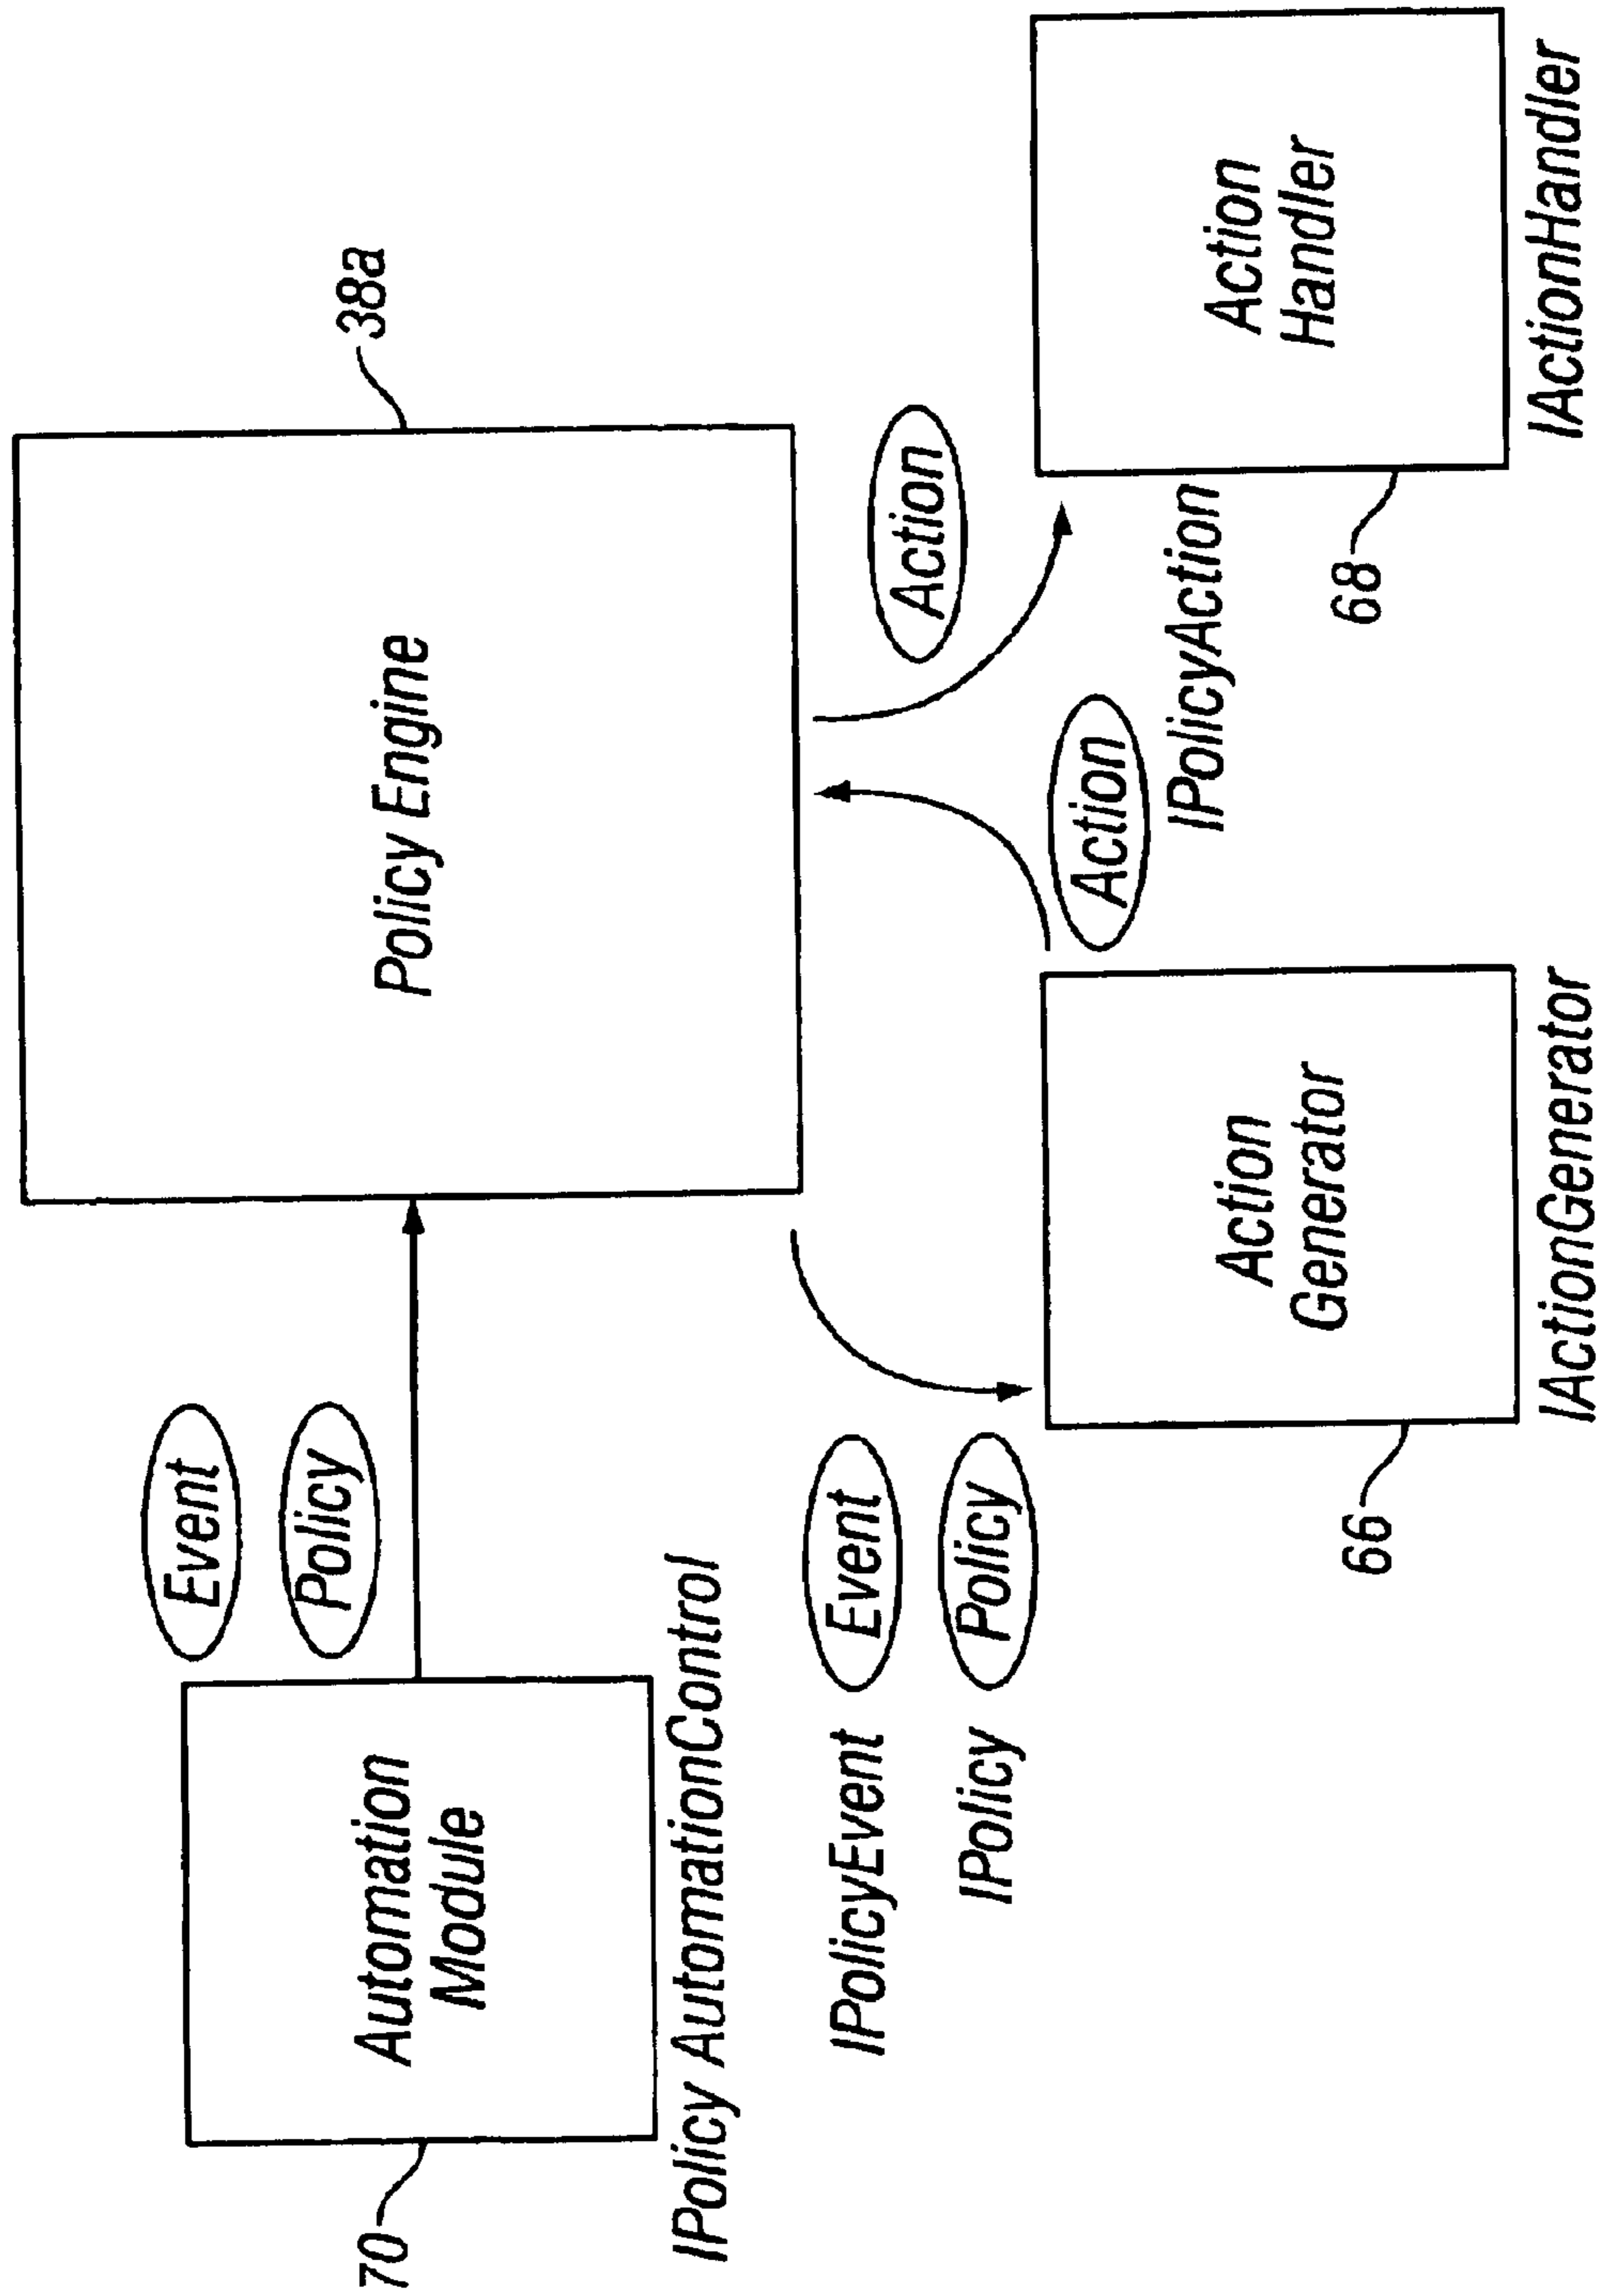 Policy Engine
38a
Event
Policy
Automation
Module
70
IPolicy AutomationControl
Action
Action
IPolicyAction
Event
Policy
IPolicyEvent
IPolicy
Action
Generator
66
IActionGenerator
Action
Handler
68
IActionHandler